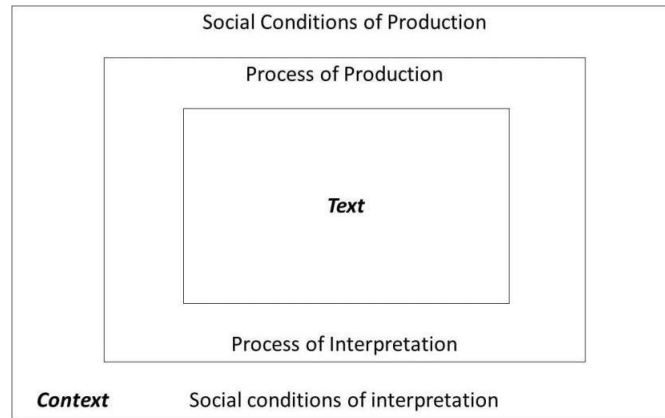 Social Conditions of Production
Process of Production
Text
Process of Interpretation
Context Social conditions of interpretation